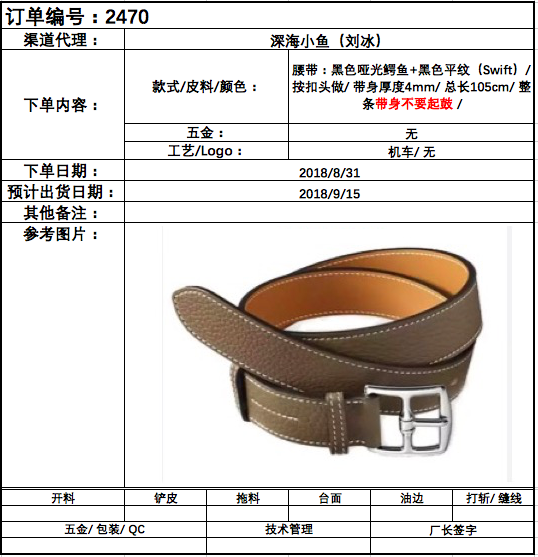 订单编号：2470
渠道代理：
深海小鱼（刘冰）
下单内容：
款式/皮料/颜色：
腰带：黑色哑光鳄鱼+黑色平纹（Swift）/
按扣头做/ 带身厚度4mm/ 总长105cm/ 整
条带身不要起鼓 /
五金：
无
工艺/Logo：
机车/ 无
下单日期：
2018/8/31
预计出货日期：
2018/9/15
其他备注：
参考图片：
开料
铲皮
拖料
台面
油边
打斩/ 缝线
五金/ 包装/ QC
技术管理
厂长签字